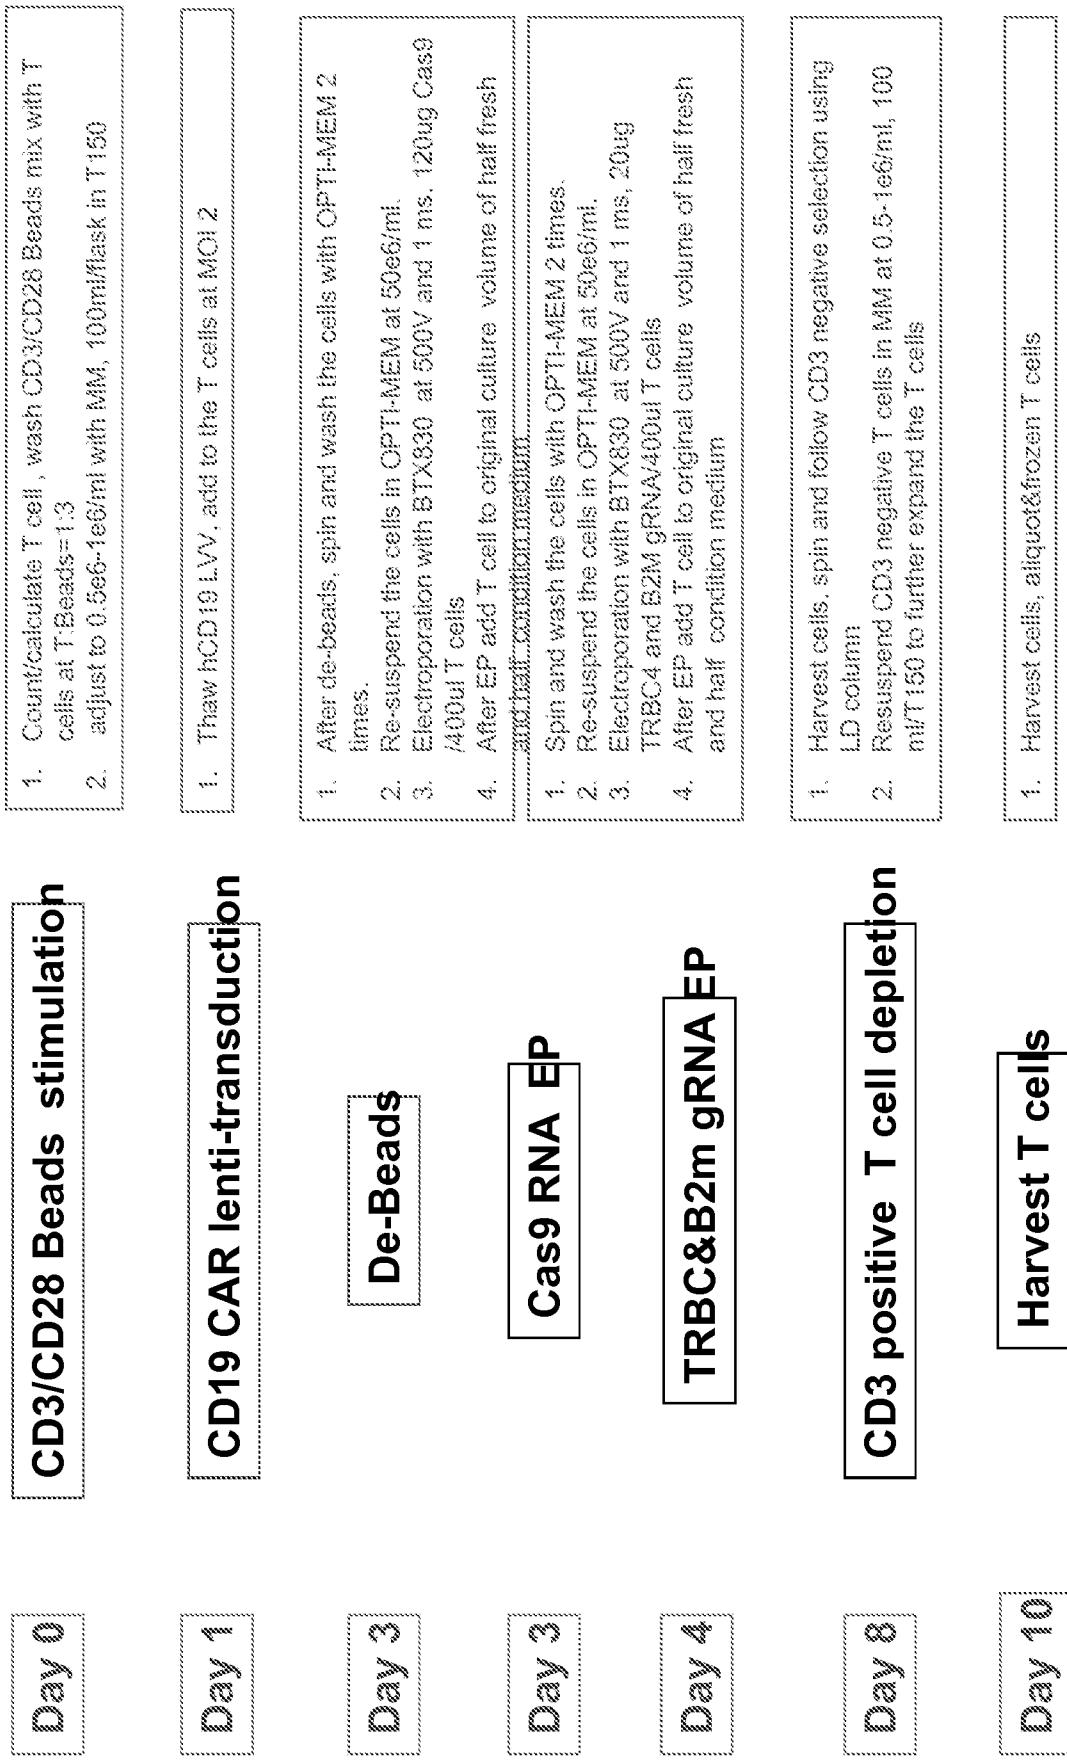 Day 0
CD3/CD28 Beads stimulation
1. Count/calculate T cell , wash CD3/CD28 Beads mix with T
cells at T:Beads=1:3
2. adjust to 0.5e6-1e6/ml with MM, 100ml/flask in T150
Day 1
CD19 CAR lenti-transduction
1. Thaw hCD19 LVV, add to the T cells at MOI 2
Day 3
De-Beads
Day 3
Cas9 RNA EP
1. After de-beads, spin and wash the cells with OPTI-MEM 2
times.
2. Re-suspend the cells in OPTI-MEM at 50e6/ml.
3. Electroporation with BTX830 at 500V and 1 ms. 120ug Cas9
/400ul T cells
4. After EP add T cell to original culture volume of half fresh
and half condition medium
Day 4
TRBC&B2m gRNA EP
1. Spin and wash the cells with OPTI-MEM 2 times.
2. Re-suspend the cells in OPTI-MEM at 50e6/ml.
3. Electroporation with BTX830 at 500V and 1 ms, 20ug
TRBC4 and B2M gRNA/400ul T cells
4. After EP add T cell to original culture volume of half fresh
and half condition medium
Day 8
CD3 positive T cell depletion
1. Harvest cells, spin and follow CD3 negative selection using
LD column
2. Resuspend CD3 negative T cells in MM at 0.5-1e6/ml, 100
ml/T150 to further expand the T cells
Day 10
Harvest T cells
1. Harvest cells, aliquot&frozen T cells